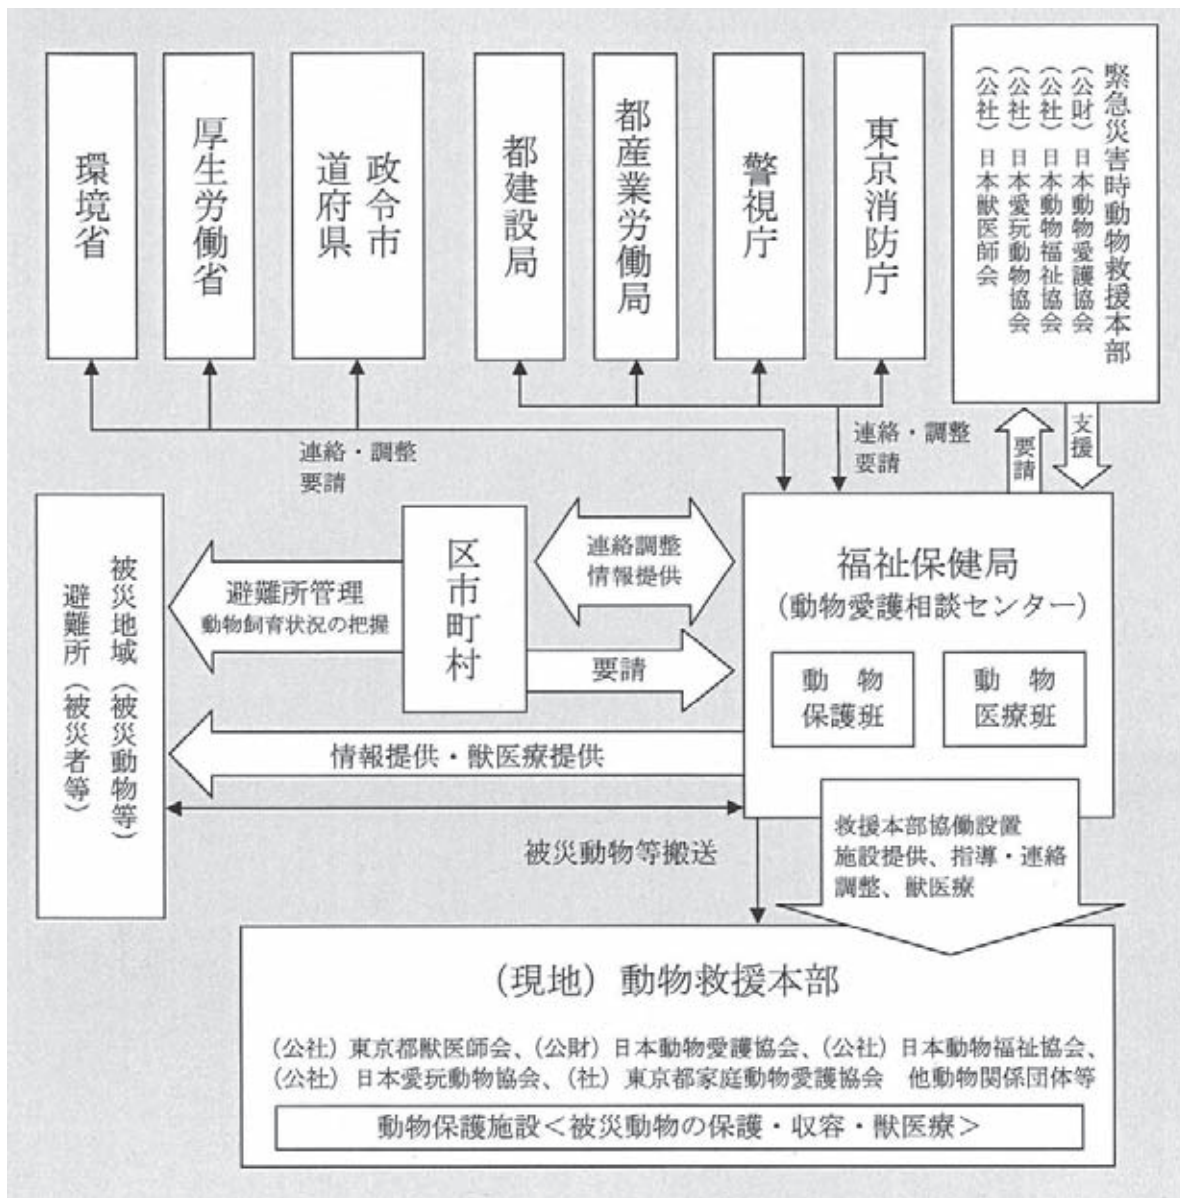 環境省
厚生労働省
政令市
道府県
都建設局
都産業労働局
警視庁
東京消防庁
緊急災害時動物救援本部
(公財)日本動物愛護協会
(公社)日本動物福祉協会
(公社)日本愛玩動物協会
(公社)日本獣医師会
連絡・調整
要請
連絡・調整
要請
要請
支援
被災地域(被災動物等)
避難所(被災者等)
避難所管理
動物飼育状況の把握
区市町村
連絡調整
情報提供
要請
福祉保健局
(動物愛護相談センター)
動 物
保護班
動 物
医療班
情報提供・獣医療提供
被災動物等搬送
救援本部協働設置
施設提供、指導・連絡
調整、獣医療
(現地)動物救援本部
(公社)東京都獣医師会、(公財)日本動物愛護協会、(公社)日本動物福祉協会、
(公社)日本愛玩動物協会、(社)東京都家庭動物愛護協会 他動物関係団体等
動物保護施設＜被災動物の保護・収容・獣医療＞